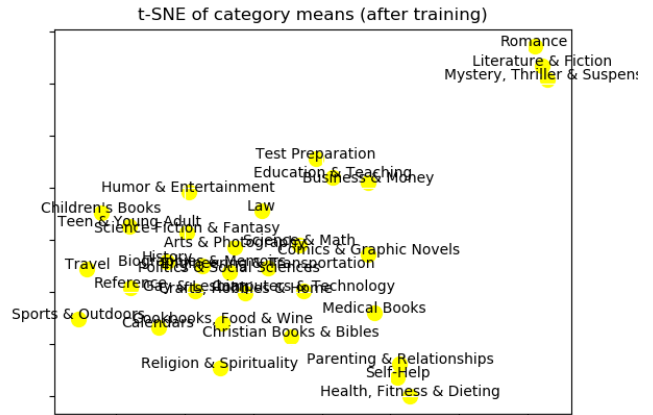 t-SNE of category means (after training)
Romance
Literature & Fiction
Mystery, Thriller & Suspens
Test Preparation
Education & Teaching
Business & Money
Humor & Entertainment
Law
Children's Books
Teen & Young Adult
Science Fiction & Fantasy
Science & Math
Arts & Photography
Comics & Graphic Novels
History
Biographies & Memoirs
Engineering & Transportation
Politics & Social Sciences
Travel
Reference
Gay & Lesbian
Computers & Technology
Crafts, Hobbies & Home
Medical Books
Sports & Outdoors
Calendars
Cookbooks, Food & Wine
Christian Books & Bibles
Religion & Spirituality
Parenting & Relationships
Self-Help
Health, Fitness & Dieting